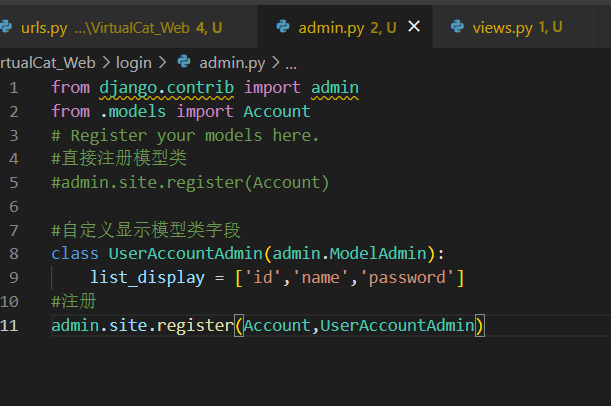 urls.py ...\VirtualCat_Web 4, U admin.py 2, U views.py 1, U
rtualCat_Web > login > admin.py > ...
1 from django.contrib import admin
2 from .models import Account
3 # Register your models here.
4 #直接注册模型类
5 #admin.site.register(Account)
6
7 #自定义显示模型类字段
8 class UserAccountAdmin(admin.ModelAdmin):
9     list_display = ['id','name','password']
10 #注册
11 admin.site.register(Account,UserAccountAdmin)